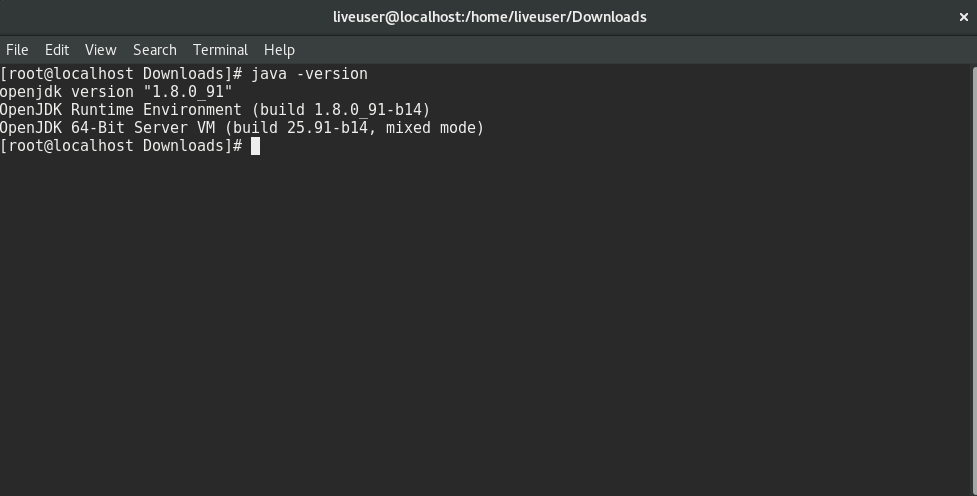 liveuser@localhost:/home/liveuser/Downloads
File Edit View Search Terminal Help
[root@localhost Downloads]# java -version
openjdk version "1.8.0_91"
OpenJDK Runtime Environment (build 1.8.0_91-b14)
OpenJDK 64-Bit Server VM (build 25.91-b14, mixed mode)
[root@localhost Downloads]#